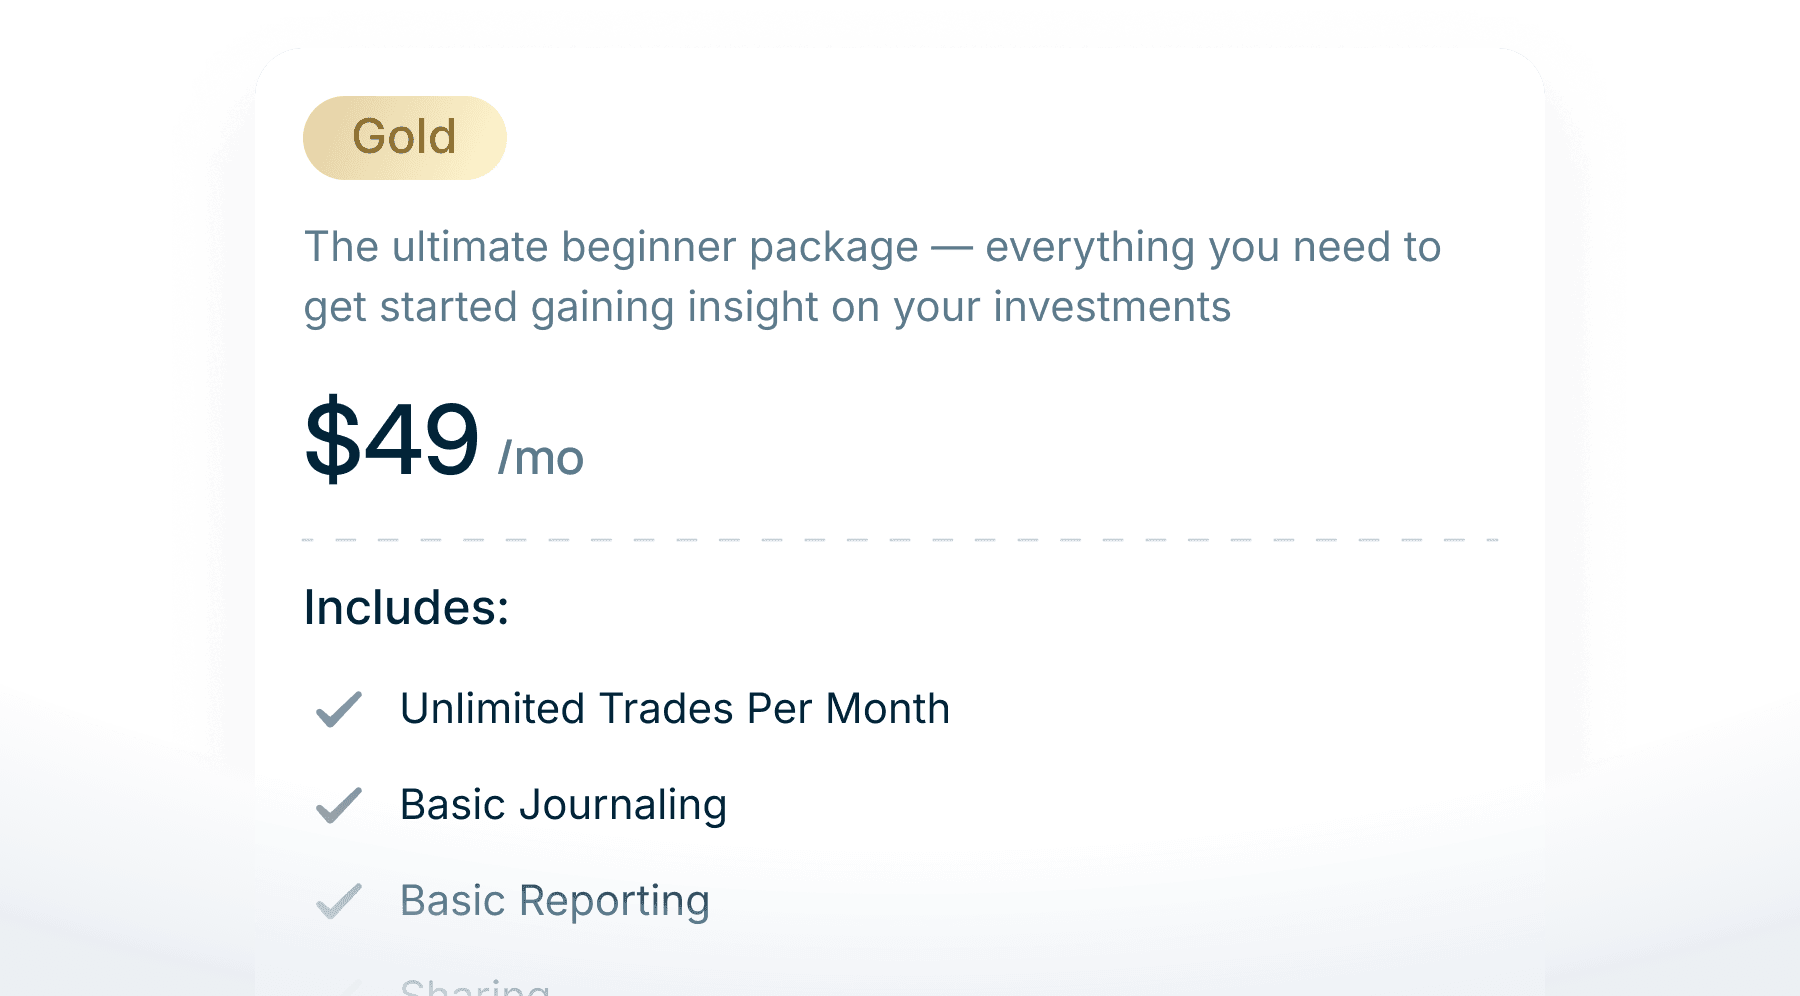 Gold
The ultimate beginner package — everything you need to
get started gaining insight on your investments
$49 /mo
Includes:
Unlimited Trades Per Month
Basic Journaling
Basic Reporting
Sharing